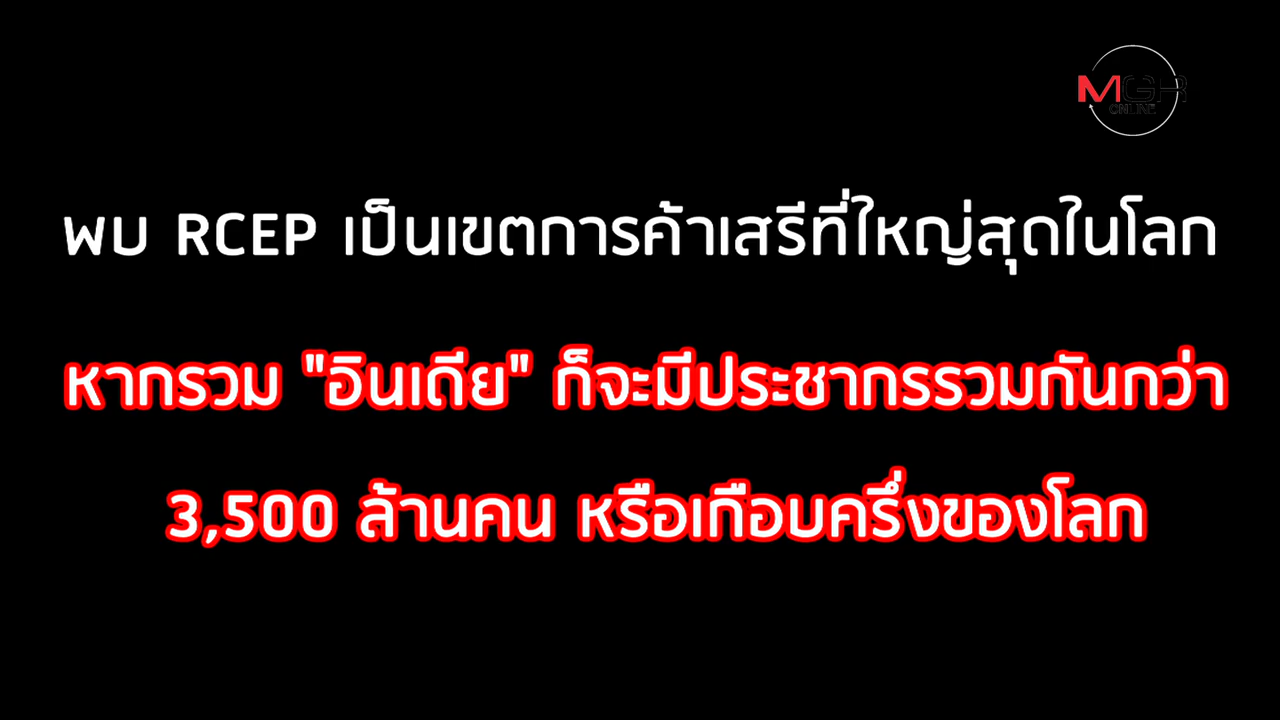 MGR
ONLINE
พบ RCEP เป็นเขตการค้าเสรีที่ใหญ่สุดในโลก
หากรวม "อินเดีย" ก็จะมีประชากรรวมกันกว่า
3,500 ล้านคน หรือเกือบครึ่งของโลก